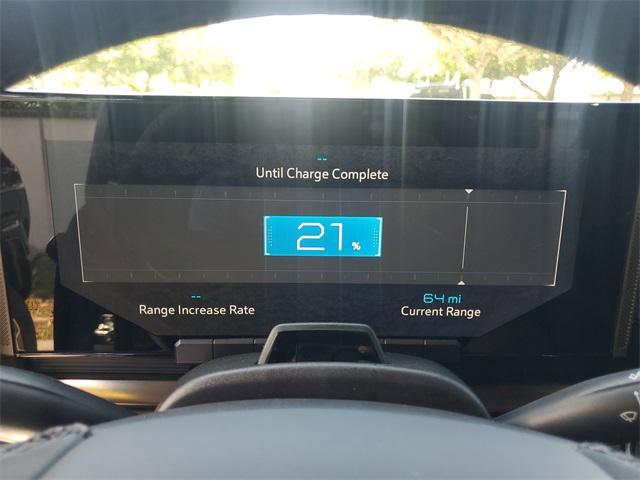 --
Until Charge Complete
21 %
--
Range Increase Rate
64 mi
Current Range